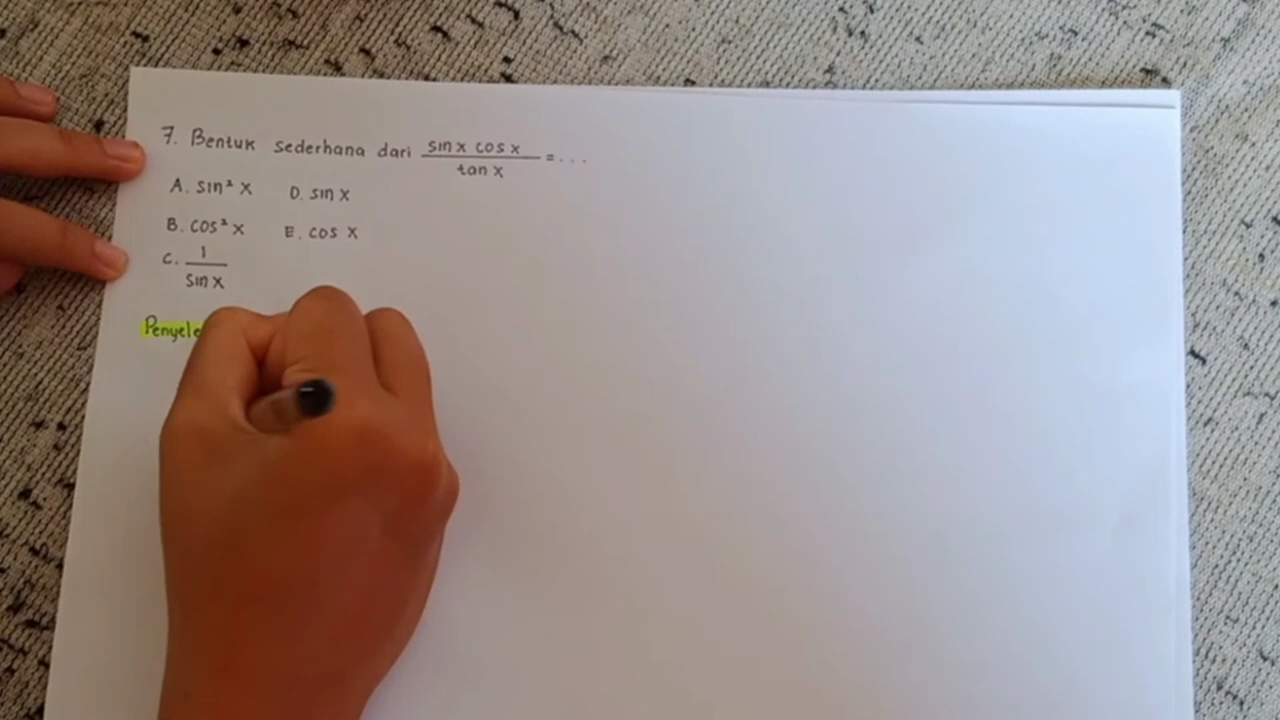 7. Bentuk sederhana dari sin x cos x / tan x = ...
A. sin² x D. sin x
B. cos² x E. cos x
C. 1 / sin x